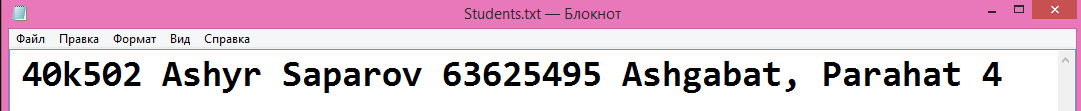 Students.txt — Блокнот
Файл Правка Формат Вид Справка
40k502 Ashyr Saparov 63625495 Ashgabat, Parahat 4